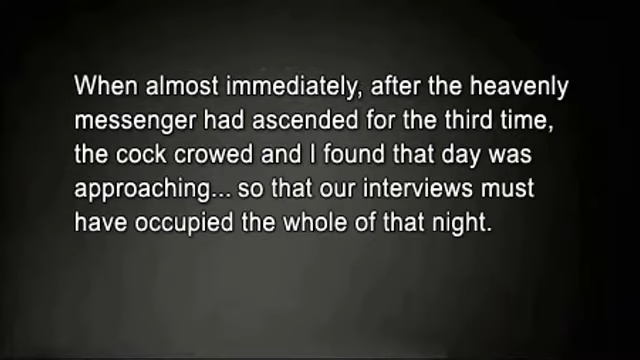 When almost immediately, after the heavenly
messenger had ascended for the third time,
the cock crowed and I found that day was
approaching... so that our interviews must
have occupied the whole of that night.